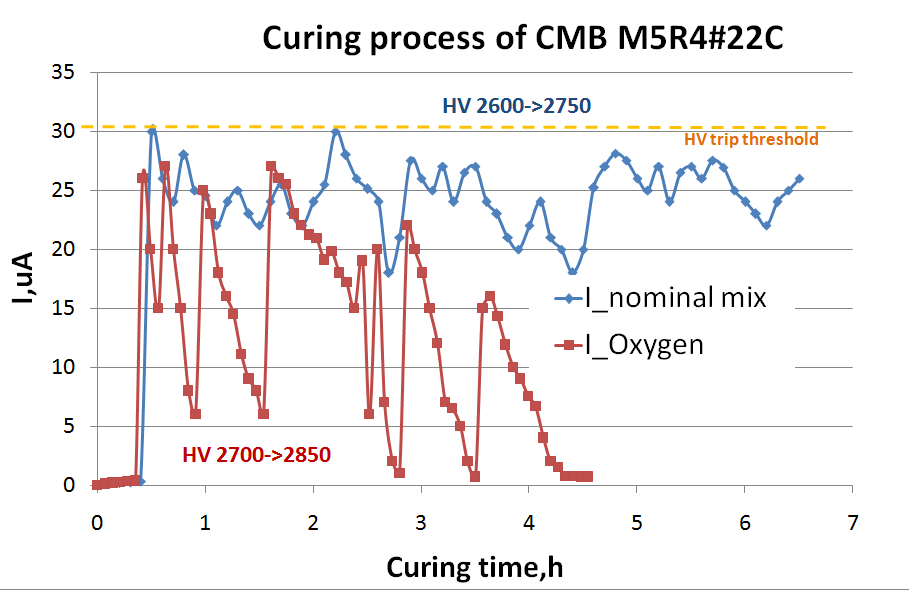 Curing process of CMB M5R4#22C
35
HV 2600->2750
30
HV trip threshold
25
20
I,uA
15
I_nominal mix
I_Oxygen
10
5
HV 2700->2850
0
0 1 2 3 4 5 6 7
Curing time,h